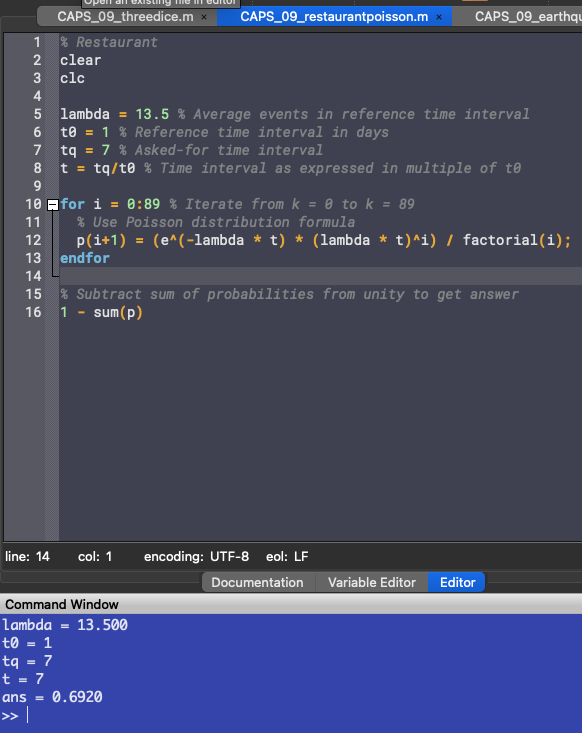 Open an existing file in editor
CAPS_09_threedice.m × CAPS_09_restaurantpoisson.m × CAPS_09_earthqu
1 % Restaurant
2 clear
3 clc
4
5 lambda = 13.5 % Average events in reference time interval
6 t0 = 1 % Reference time interval in days
7 tq = 7 % Asked-for time interval
8 t = tq/t0 % Time interval as expressed in multiple of t0
9
10 for i = 0:89 % Iterate from k = 0 to k = 89
11 % Use Poisson distribution formula
12 p(i+1) = (e^(-lambda * t) * (lambda * t)^i) / factorial(i);
13 endfor
14
15 % Subtract sum of probabilities from unity to get answer
16 1 - sum(p)
line: 14 col: 1 encoding: UTF-8 eol: LF
Documentation Variable Editor Editor
Command Window
lambda = 13.500
t0 = 1
tq = 7
t = 7
ans = 0.6920
>>